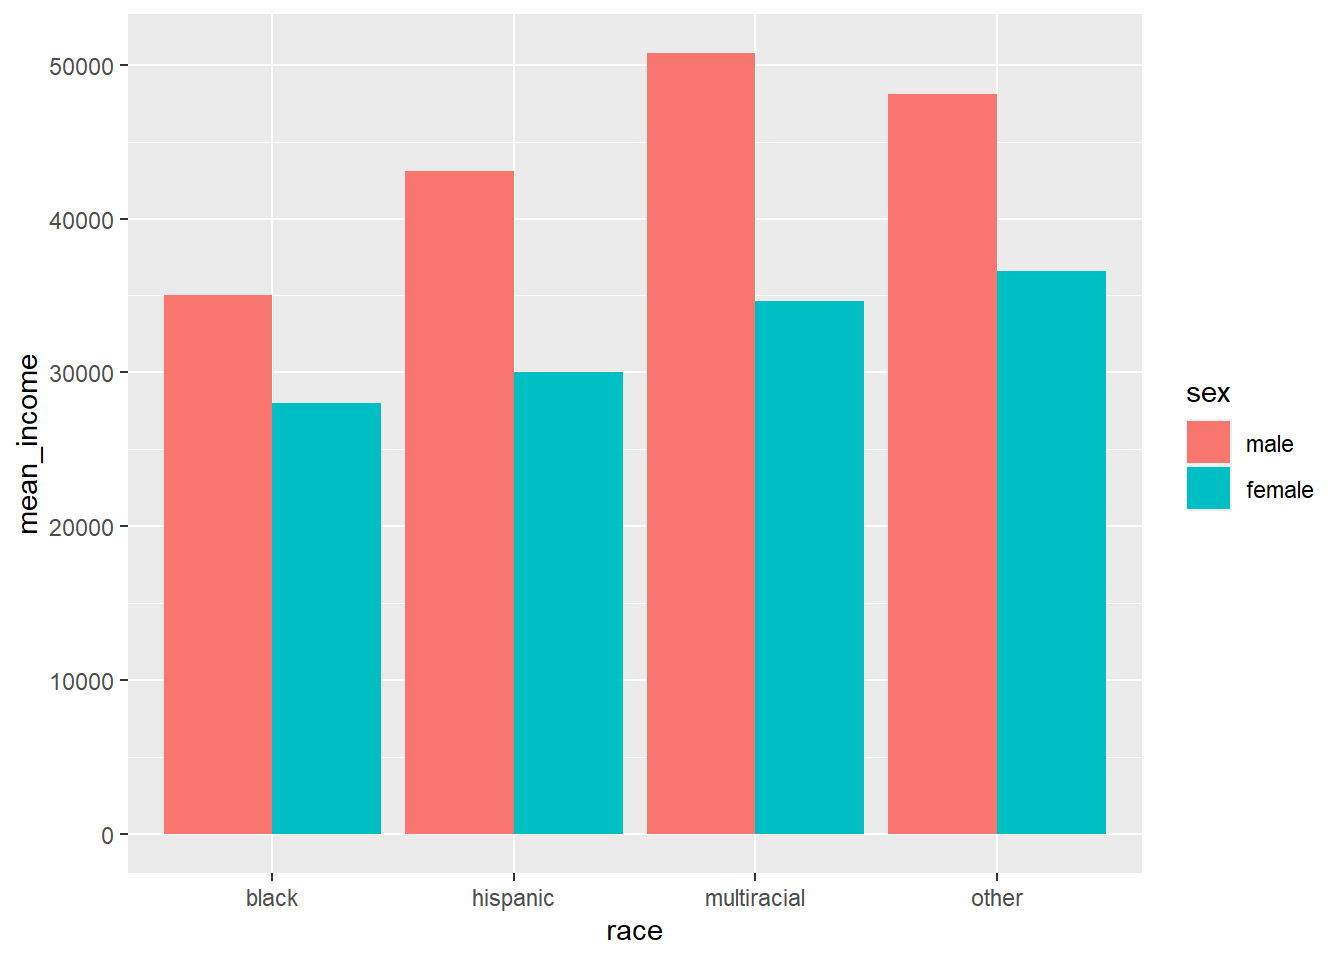 50000
40000
30000
20000
10000
0
mean_income
black
hispanic
multiracial
other
race
sex
male
female